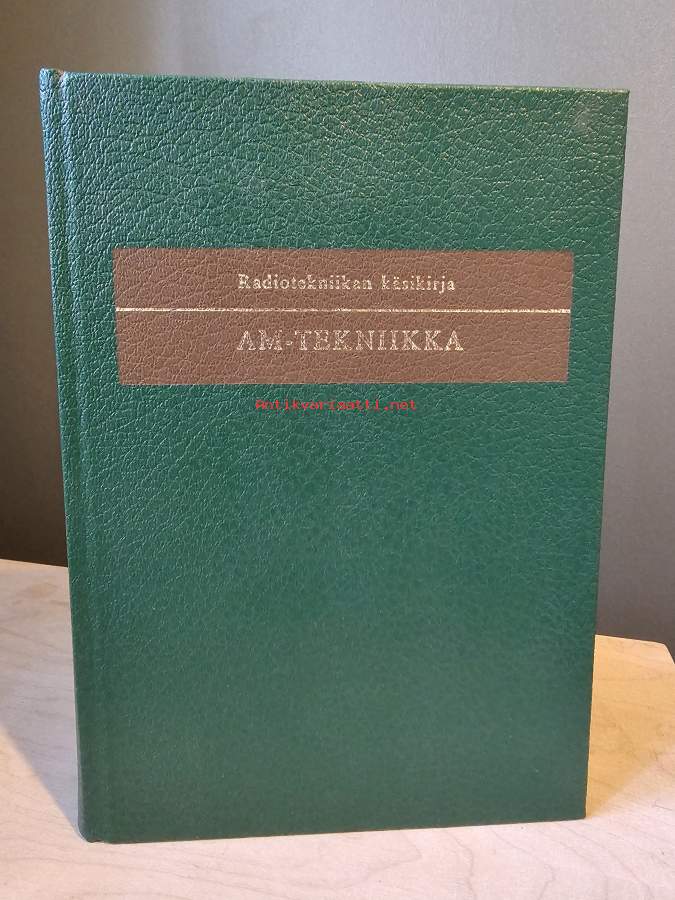 Radiotekniikan käsikirja
AM-TEKNIIKKA
Antikvariaatti.net